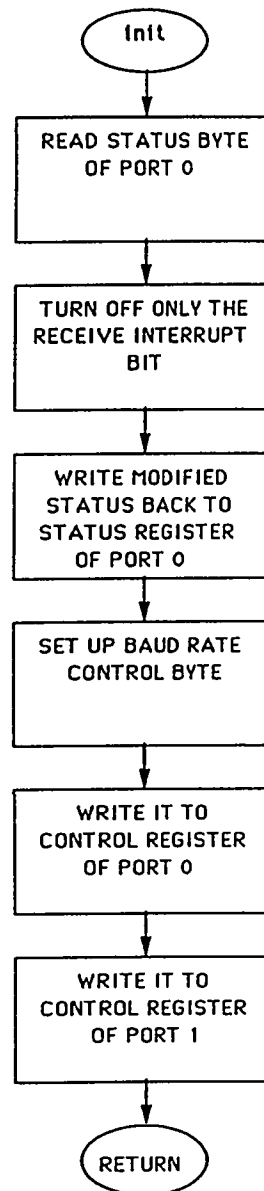 Init
READ STATUS BYTE
OF PORT 0
TURN OFF ONLY THE
RECEIVE INTERRUPT
BIT
WRITE MODIFIED
STATUS BACK TO
STATUS REGISTER
OF PORT 0
SET UP BAUD RATE
CONTROL BYTE
WRITE IT TO
CONTROL REGISTER
OF PORT 0
WRITE IT TO
CONTROL REGISTER
OF PORT 1
RETURN